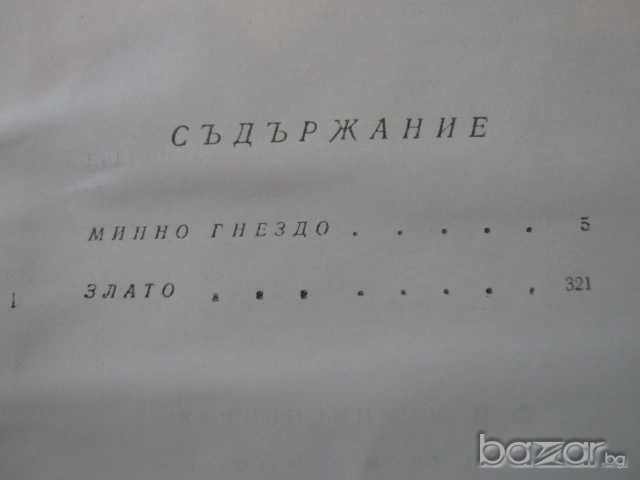 СЪДЪРЖАНИЕ
МИННО ГНЕЗДО . . . . . 5
ЗЛАТО . . . . . . . . 321
bazar.bg